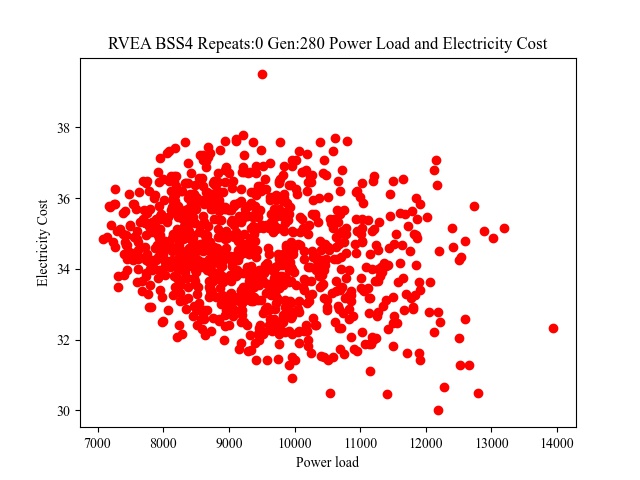 RVEA BSS4 Repeats:0 Gen:280 Power Load and Electricity Cost
Electricity Cost
38
36
34
32
30
7000 8000 9000 10000 11000 12000 13000 14000
Power load